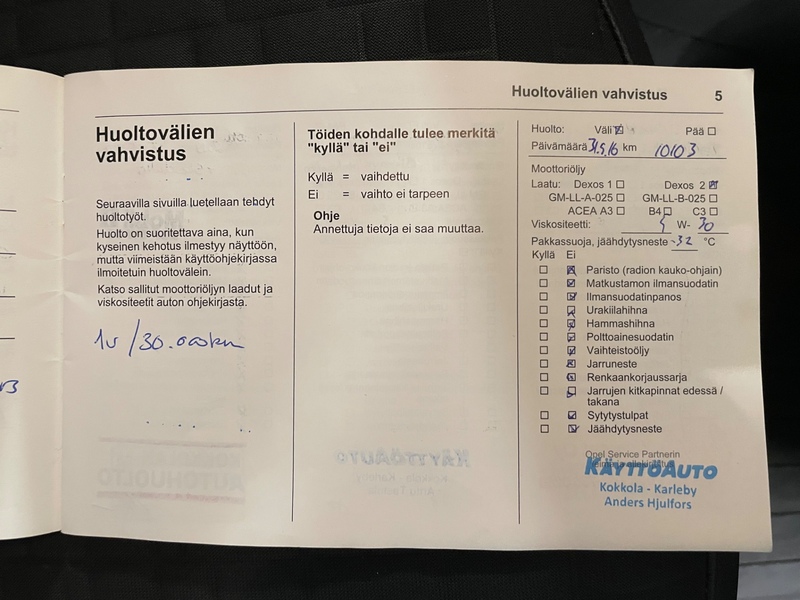 Huoltovälien vahvistus 5
Huoltovälien
vahvistus
Seuraavilla sivuilla luetellaan tehdyt
huoltotyöt.
Huolto on suoritettava aina, kun
kyseinen kehotus ilmestyy näyttöön,
mutta viimeistään käyttöohjekirjassa
ilmoitetuin huoltovälein.
Katso sallitut moottoriöljyn laadut ja
viskositeetit auton ohjekirjasta.
1v/30.000km
Töiden kohdalle tulee merkitä
"kyllä" tai "ei"
Kyllä = vaihdettu
Ei = vaihto ei tarpeen
Ohje
Annettuja tietoja ei saa muuttaa.
Huolto: Väli Pää
Päivämäärä 31.5.16 km 10103
Moottoriöljy
Laatu: Dexos 1 Dexos 2
GM-LL-A-025 GM-LL-B-025
ACEA A3 B4 C3
Viskositeetti: 5 W- 30
Pakkassuoja, jäähdytysneste -32 °C
Kyllä Ei
Paristo (radion kauko-ohjain)
Matkustamon ilmansuodatin
Ilmansuodatinpanos
Urakiilahihna
Hammashihna
Polttoainesuodatin
Vaihteistoöljy
Jarruneste
Renkaankorjaussarja
Jarrujen kitkapinnat edessä /
takana
Sytytystulpat
Jäähdytysneste
Opel Service Partnerin
KÄYTTÖAUTO
Kokkola - Karleby
Anders Hjulfors